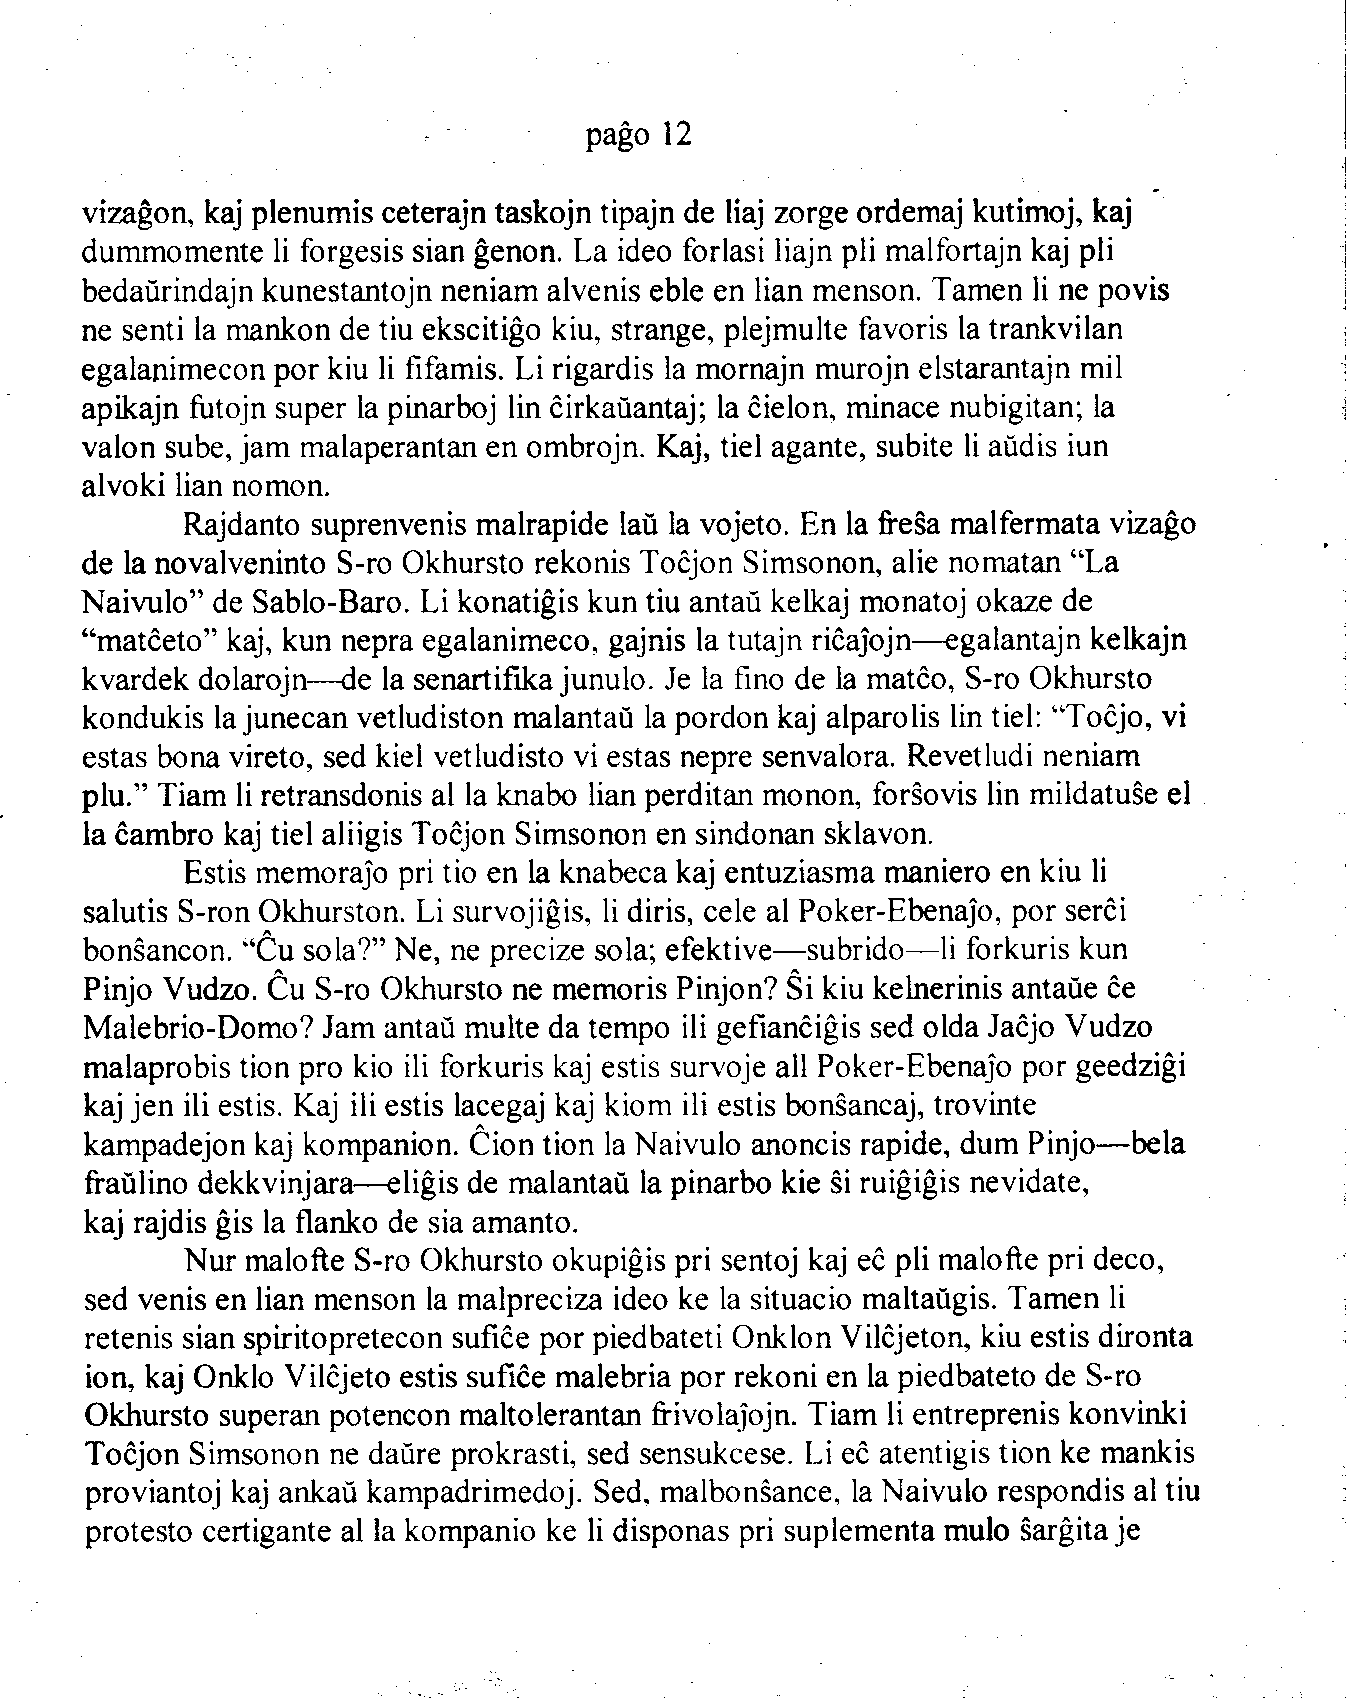 paĝo 12
vizaĝon, kaj plenumis ceterajn taskojn tipajn de liaj zorge ordemaj kutimoj, kaj
dummomente li forgesis sian ĝenon. La ideo forlasi liajn pli malfortajn kaj pli
bedaŭrindajn kunestantojn neniam alvenis eble en lian menson. Tamen li ne povis
ne senti la mankon de tiu ekscitiĝo kiu, strange, plejmulte favoris la trankvilan
egalanimecon por kiu li fifamis. Li rigardis la mornajn murojn elstarantajn mil
apikajn futojn super la pinarboj lin ĉirkaŭantaj; la ĉielon, minace nubigitan; la
valon sube, jam malaperantan en ombrojn. Kaj, tiel agante, subite li aŭdis iun
alvoki lian nomon.
Rajdanto suprenvenis malrapide laŭ la vojeto. En la freŝa malfermata vizaĝo
de la novalveninto S-ro Okhursto rekonis Toĉjon Simsonon, alie nomatan “La
Naivulo” de Sablo-Baro. Li konatiĝis kun tiu antaŭ kelkaj monatoj okaze de
“matĉeto” kaj, kun nepra egalanimeco, gajnis la tutajn riĉaĵojn—egalantajn kelkajn
kvardek dolarojn—de la senartifika junulo. Je la fino de la matĉo, S-ro Okhursto
kondukis la junecan vetludiston malantaŭ la pordon kaj alparolis lin tiel: “Toĉjo, vi
estas bona vireto, sed kiel vetludisto vi estas nepre senvalora. Revetludi neniam
plu.” Tiam li retransdonis al la knabo lian perditan monon, forŝovis lin mildatuŝe el
la ĉambro kaj tiel aliigis Toĉjon Simsonon en sindonan sklavon.
Estis memoraĵo pri tio en la knabeca kaj entuziasma maniero en kiu li
salutis S-ron Okhurston. Li survojiĝis, li diris, cele al Poker-Ebenaĵo, por serĉi
bonŝancon. “Ĉu sola?” Ne, ne precize sola; efektive—subrido—li forkuris kun
Pinjo Vudzo. Ĉu S-ro Okhursto ne memoris Pinjon? Ŝi kiu kelnerinis antaŭe ĉe
Malebrio-Domo? Jam antaŭ multe da tempo ili gefianĉiĝis sed olda Jaĉjo Vudzo
malaprobis tion pro kio ili forkuris kaj estis survoje all Poker-Ebenaĵo por geedziĝi
kaj jen ili estis. Kaj ili estis lacegaj kaj kiom ili estis bonŝancaj, trovinte
kampadejon kaj kompanion. Ĉion tion la Naivulo anoncis rapide, dum Pinjo—bela
fraŭlino dekkvinjara—eliĝis de malantaŭ la pinarbo kie ŝi ruiĝiĝis nevidate,
kaj rajdis ĝis la flanko de sia amanto.
Nur malofte S-ro Okhursto okupiĝis pri sentoj kaj eĉ pli malofte pri deco,
sed venis en lian menson la malpreciza ideo ke la situacio maltaŭgis. Tamen li
retenis sian spiritopretecon sufiĉe por piedbateti Onklon Vilĉjeton, kiu estis dironta
ion, kaj Onklo Vilĉjeto estis sufiĉe malebria por rekoni en la piedbateto de S-ro
Okhursto superan potencon maltolerantan frivolaĵojn. Tiam li entreprenis konvinki
Toĉjon Simsonon ne daŭre prokrasti, sed sensukcese. Li eĉ atentigis tion ke mankis
proviantoj kaj ankaŭ kampadrimedoj. Sed, malbonŝance, la Naivulo respondis al tiu
protesto certigante al la kompanio ke li disponas pri suplementa mulo ŝarĝita je